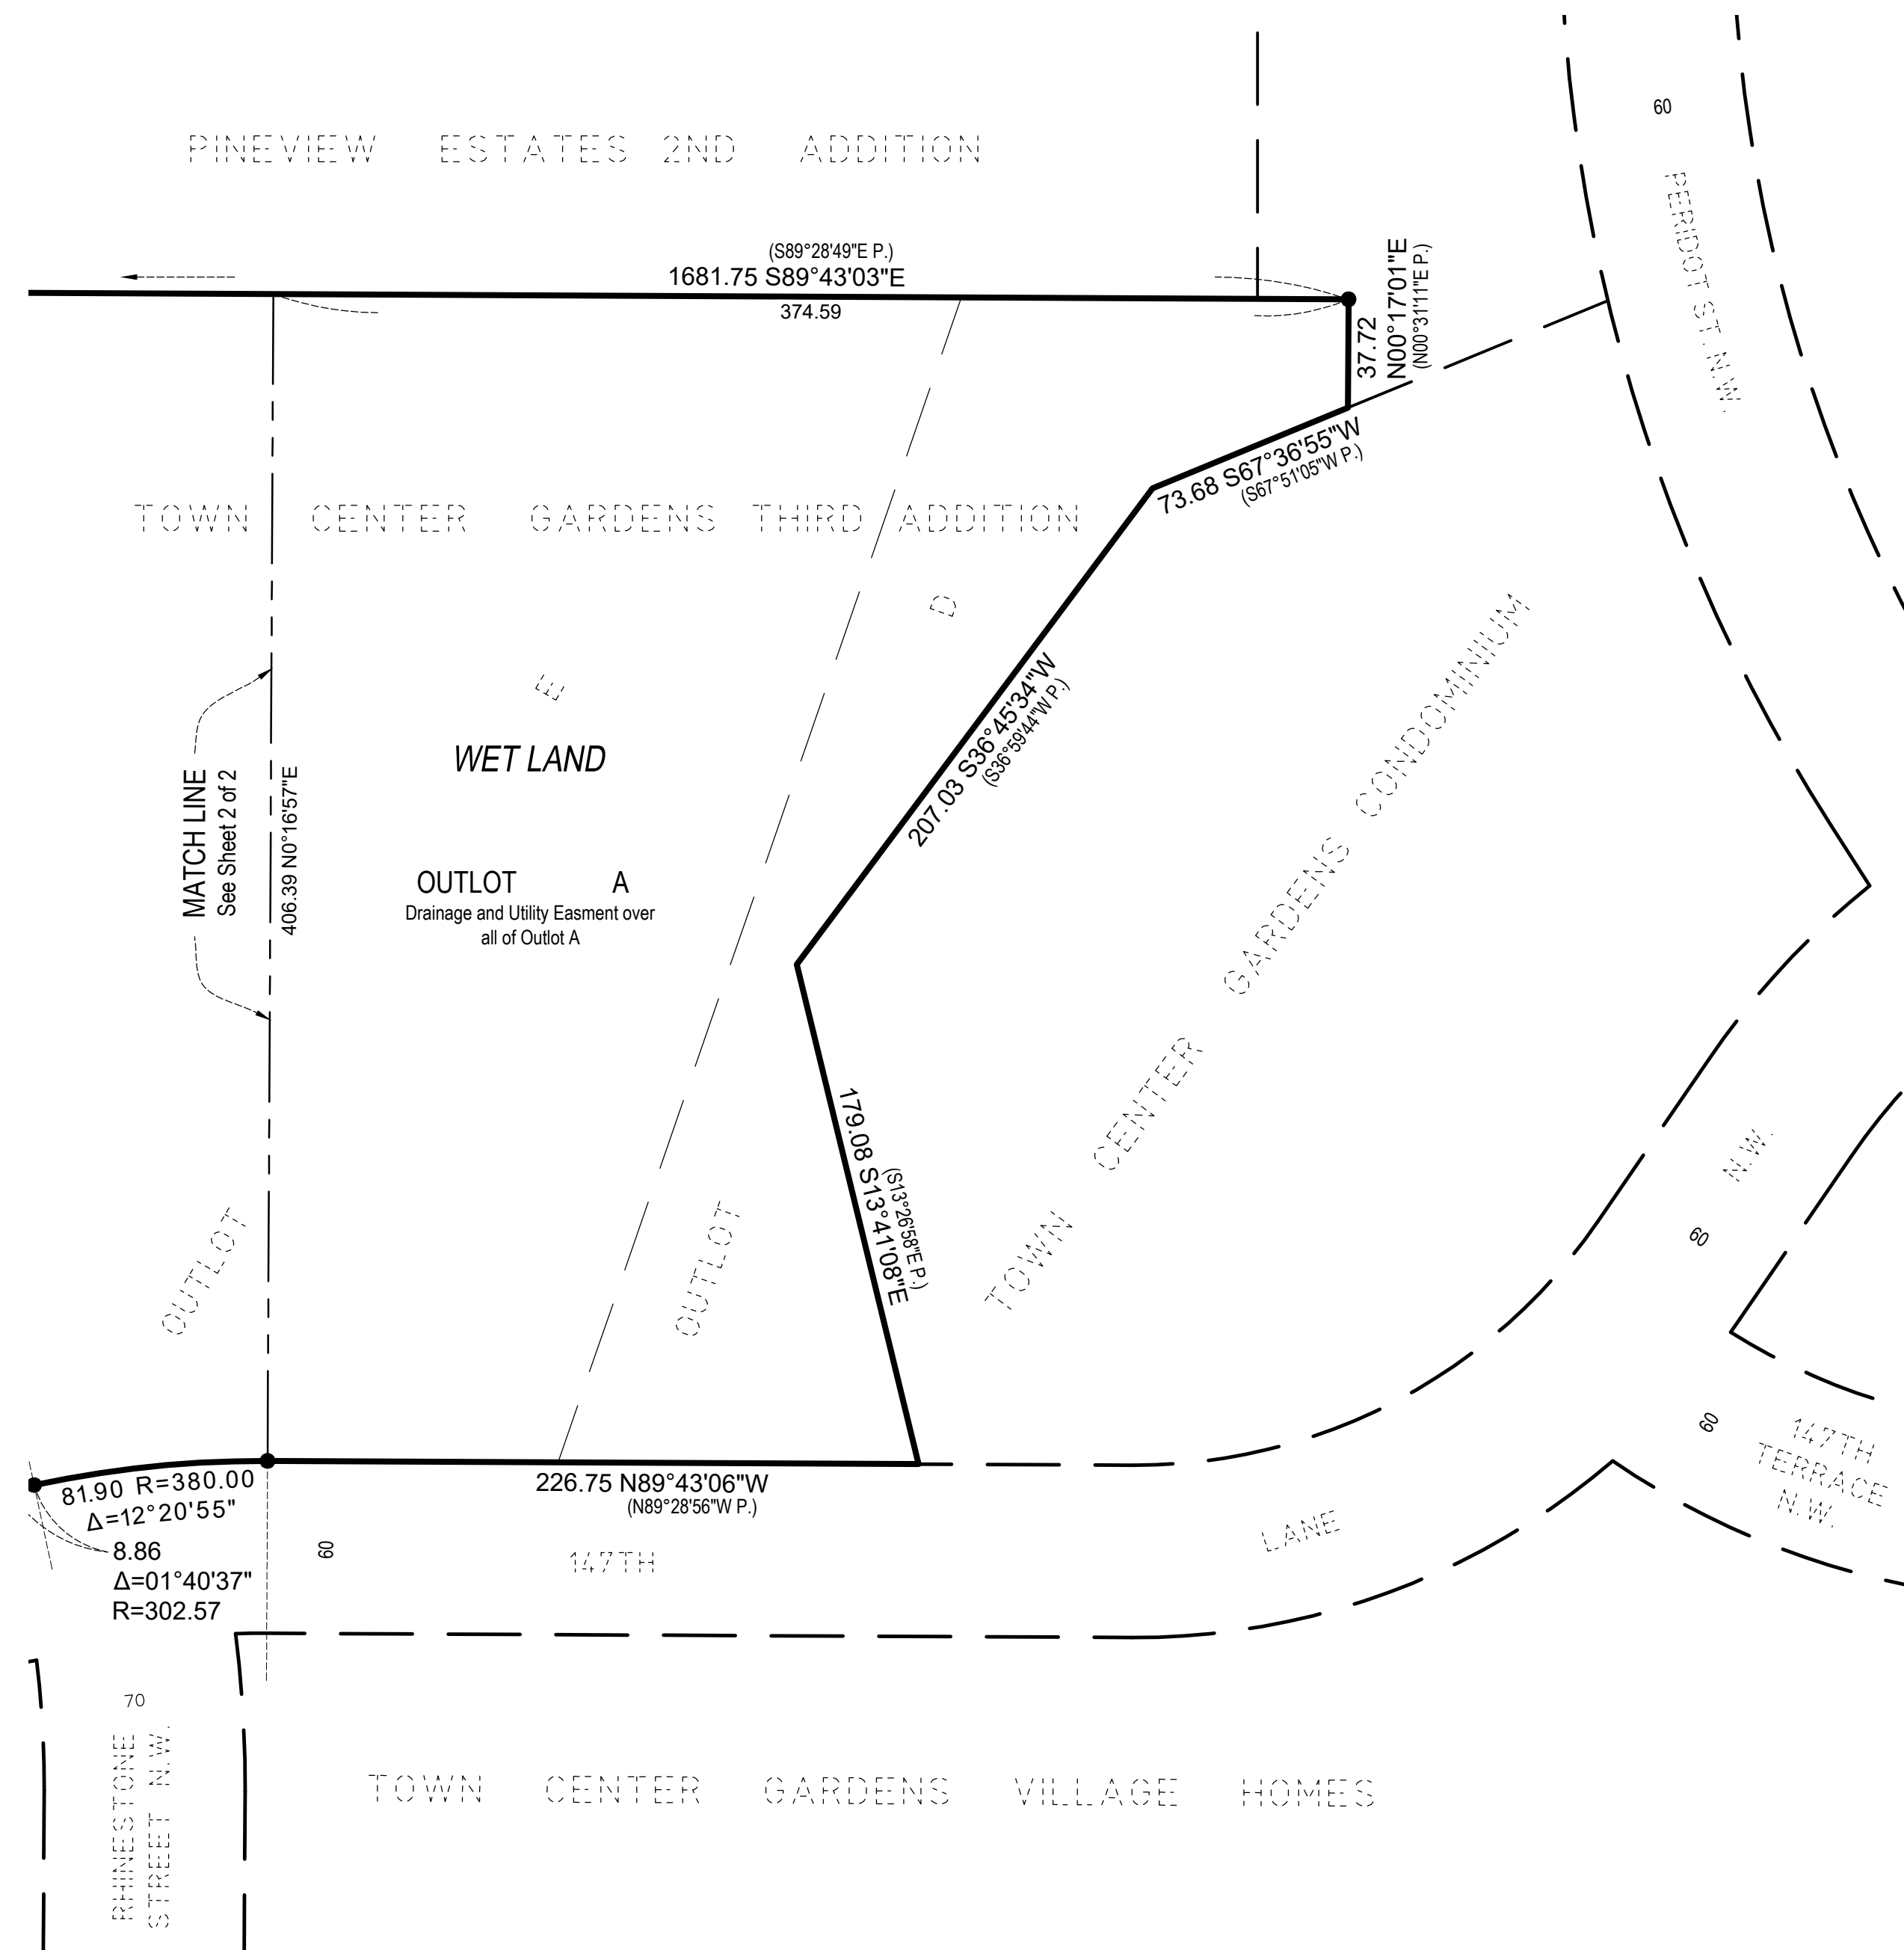 60
PINEVIEW ESTATES 2ND ADDITION
PERIDOT ST. N.W.
(S89°28'49"E P.)
1681.75 S89°43'03"E
374.59
37.72
N00°17'01"E
(N00°31'11"E P.)
73.68 S67°36'55"W
(S67°51'05"W P.)
TOWN CENTER GARDENS THIRD ADDITION
D
E
WET LAND
207.03 S36°45'34"W
(S36°59'44"W P.)
MATCH LINE
See Sheet 2 of 2
406.39 N0°16'57"E
OUTLOT A
Drainage and Utility Easment over
all of Outlot A
TOWN CENTER GARDENS CONDOMINIUM
179.08 S13°41'08"E
(S13°26'58"E P.)
OUTLOT
OUTLOT
N.W.
60
60
147TH
TERRACE
N.W.
226.75 N89°43'06"W
(N89°28'56"W P.)
81.90 R=380.00
Δ=12°20'55"
8.86
Δ=01°40'37"
R=302.57
60
147TH LANE
70
RHINESTONE
STREET N.W.
TOWN CENTER GARDENS VILLAGE HOMES